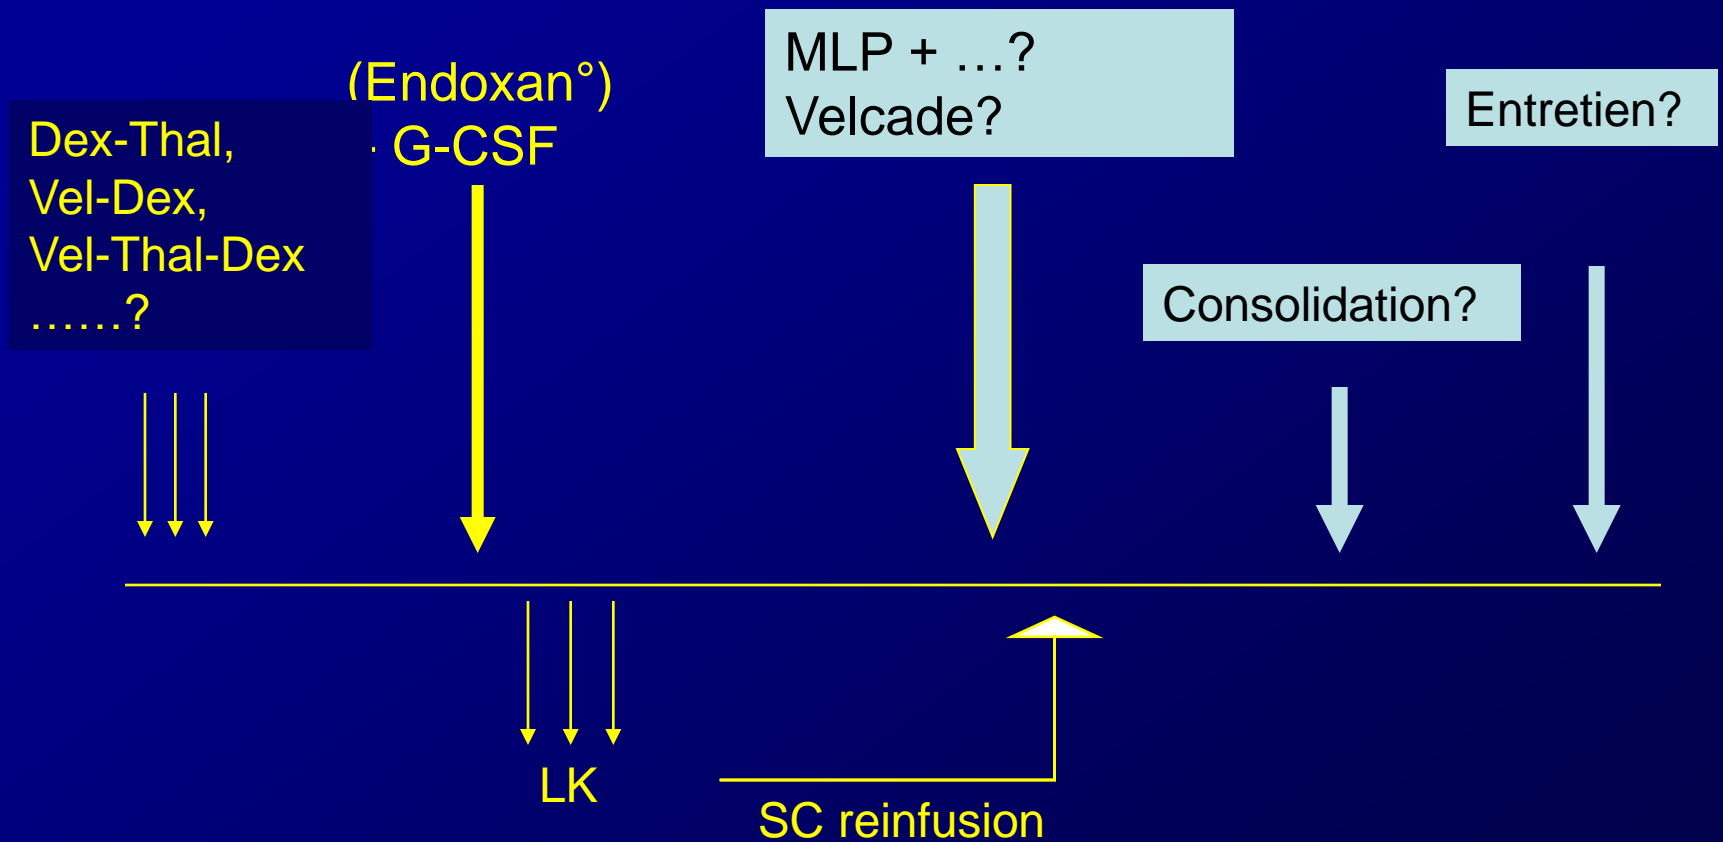 (Endoxan°)
- G-CSF
Dex-Thal,
Vel-Dex,
Vel-Thal-Dex
……?
MLP + …?
Velcade?
Entretien?
Consolidation?
LK
SC reinfusion